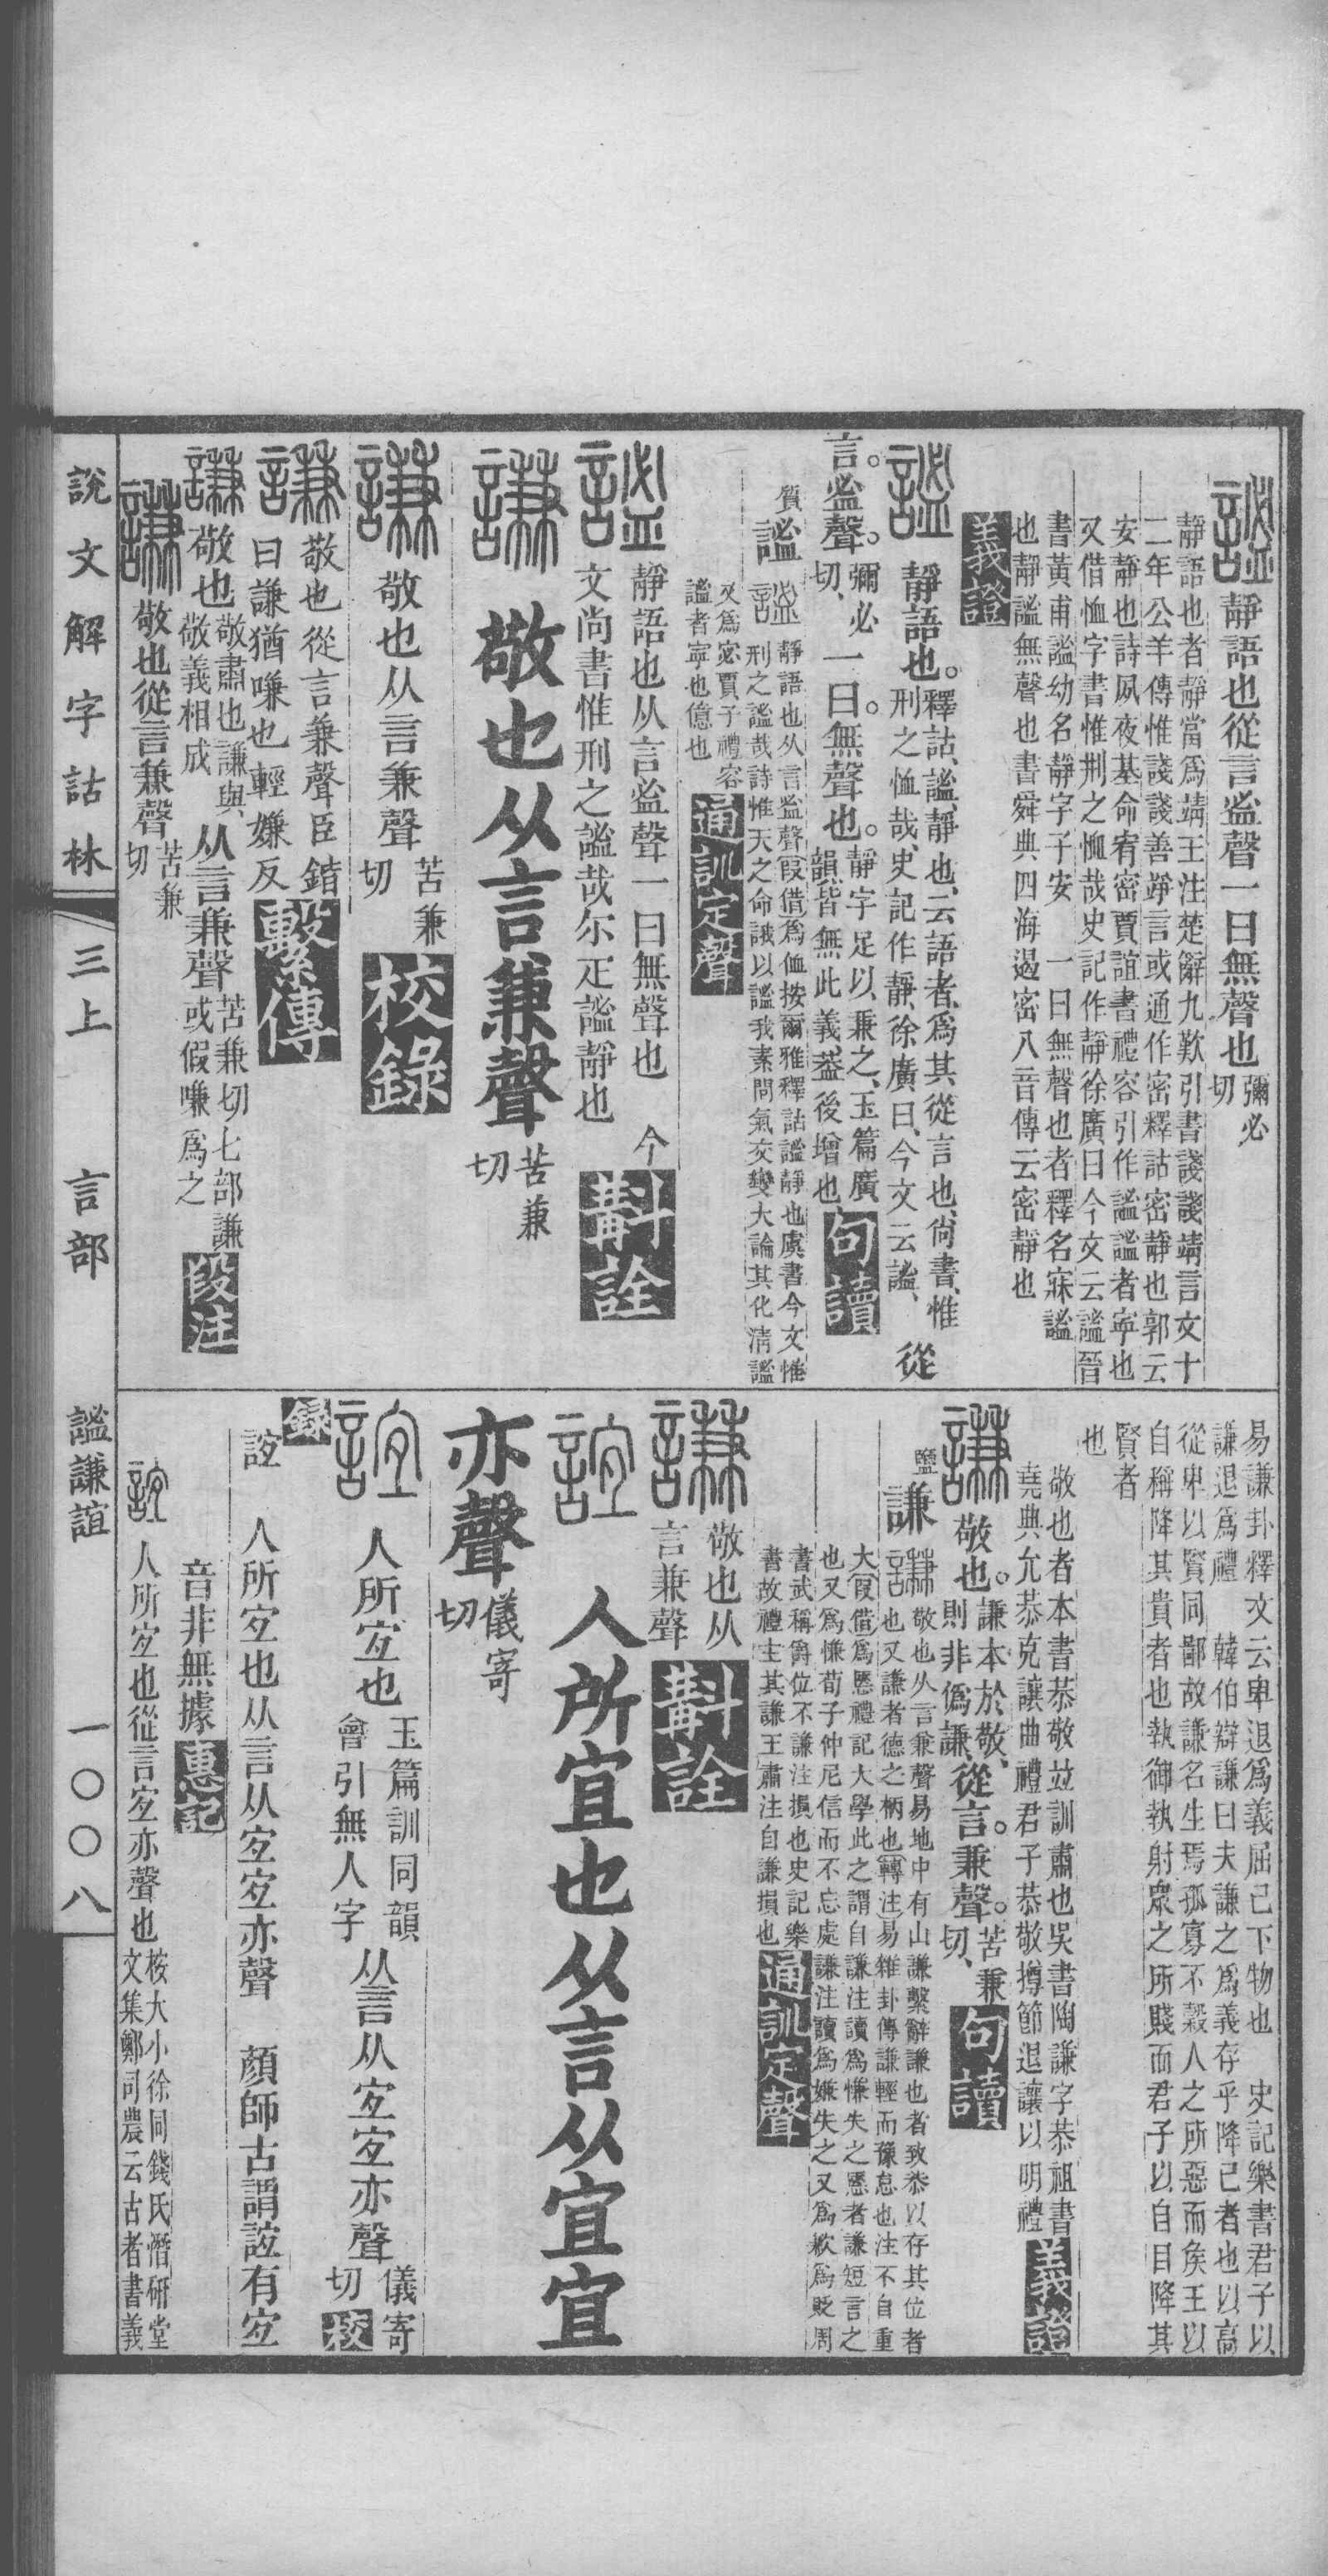 謐靜語也從言㿽聲一曰無聲也彌必切
靜語也者靜當爲竫王注楚辭九歎引書諓諓竫言文十
二年公羊傳惟諓諓善竫言或通作密釋詁密靜也郭云
安靜也詩夙夜基命宥密賈誼書禮容引作謐謐者寜也
又借恤字書惟刑之恤哉史記作靜徐廣曰今文云謐晉
書黃甫謐幼名靜字子安 一曰無聲也者釋名寐謐
也靜謐無聲也書舜典四海遏密八音傳云密靜也
義證
謐靜語也。釋詁、謐、靜也、云語者、爲其從言也、尚書、惟刑之恤哉、史記作靜、徐廣曰、今文云謐、從
言。㿽聲。彌必切、一曰。無聲也。靜字足以兼之、玉篇廣韻、皆無此義、葢後增也句讀
質謐靜語也从言㿽聲叚借爲侐按爾雅釋詁謐靜也虞書今文惟
刑之謐哉詩惟天之命誐以謐我素問氣交變大論其化淸謐
又爲宓賈子禮容
謐者寧也億也通訓定聲
謐靜語也从言㿽聲一曰無聲也 今
文尚書惟刑之謐哉尒疋謐靜也斠詮
謙敬也从言兼聲苦兼切
謙敬也从言兼聲苦兼切校錄
謙敬也從言兼聲臣鍇
曰謙猶嗛也輕嫌反繫傳
謙敬也敬肅也謙與敬義相成从言兼聲苦兼切七部謙或假嗛爲之段注
謙敬也從言兼聲苦兼切
說文解字詁林 三上 言部 謐謙誼 一〇〇八
易謙卦釋文云卑退爲義屈己下物也 史記樂書君子以
謙退爲禮 韓伯辯謙曰夫謙之爲義存乎降己者也以高
從卑以賢同鄙故謙名生焉孤寡不穀人之所惡而矦王以
自稱降其貴者也執御執射衆之所賤而君子以自目降其
賢者
也
敬也者本書恭敬竝訓肅也吳書陶謙字恭祖書
堯典允恭克讓曲禮君子恭敬撙節退讓以明禮義證
謙敬也。謙本於敬、則非僞謙、從言。兼聲。苦兼切、句讀
鹽謙敬也从言兼聲易地中有山謙繫辭謙也者致恭以存其位者
也又謙者德之柄也轉注易雜卦傳謙輕而豫怠也注不自重
大叚借爲慝禮記大學此之謂自謙注讀爲慊失之慝者謙短言之
也又爲慊荀子仲尼信而不忘處謙注讀爲嫌失之又爲歉爲貶周
書武稱爵位不謙注損也史記樂
書故禮主其謙王肅注自謙損也通訓定聲
謙敬也从
言兼聲斠詮
誼人所宜也从言从宜宜
亦聲儀寄切
誼人所宐也玉篇訓同韻會引無人字从言从宐宐亦聲儀寄切校
錄
誼 人所宐也从言从宐宐亦聲 顏師古謂誼有宐
音非無據惠記
誼人所宐也從言宐亦聲也桉大小徐同錢氏潛研堂文集鄭司農云古者書義